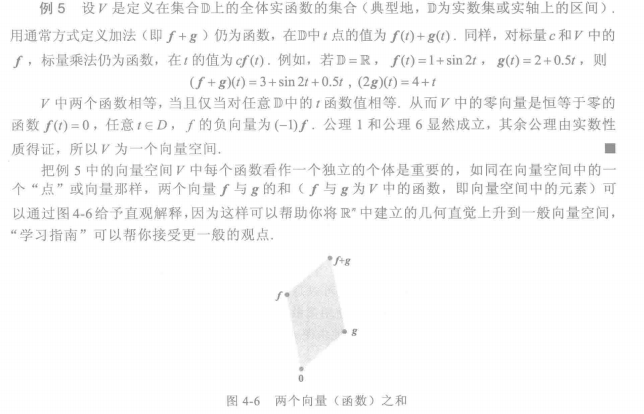 例 5 设V是定义在集合𝔻上的全体实函数的集合（典型地，𝔻为实数集或实轴上的区间）.
用通常方式定义加法（即 f + g）仍为函数，在𝔻中 t 点的值为 f(t)+g(t) . 同样，对标量 c 和 V 中的
f ，标量乘法仍为函数，在 t 的值为 cf(t) . 例如，若 𝔻=ℝ， f(t)=1+sin2t ， g(t)=2+0.5t ，则
(f+g)(t)=3+sin2t+0.5t , (2g)(t)=4+t
V 中两个函数相等，当且仅当对任意𝔻中的 t 函数值相等. 从而 V 中的零向量是恒等于零的
函数 f(t)=0 ，任意 t∈D ， f 的负向量为 (−1)f . 公理 1 和公理 6 显然成立，其余公理由实数性
质得证，所以 V 为一个向量空间. ■
把例 5 中的向量空间 V 中每个函数看作一个独立的个体是重要的，如同在向量空间中的一
个“点”或向量那样，两个向量 f 与 g 的和（ f 与 g 为 V 中的函数，即向量空间中的元素）可
以通过图4-6给予直观解释，因为这样可以帮助你将 ℝⁿ 中建立的几何直觉上升到一般向量空间，
“学习指南”可以帮你接受更一般的观点.
f+g
f
g
0
图 4-6 两个向量（函数）之和